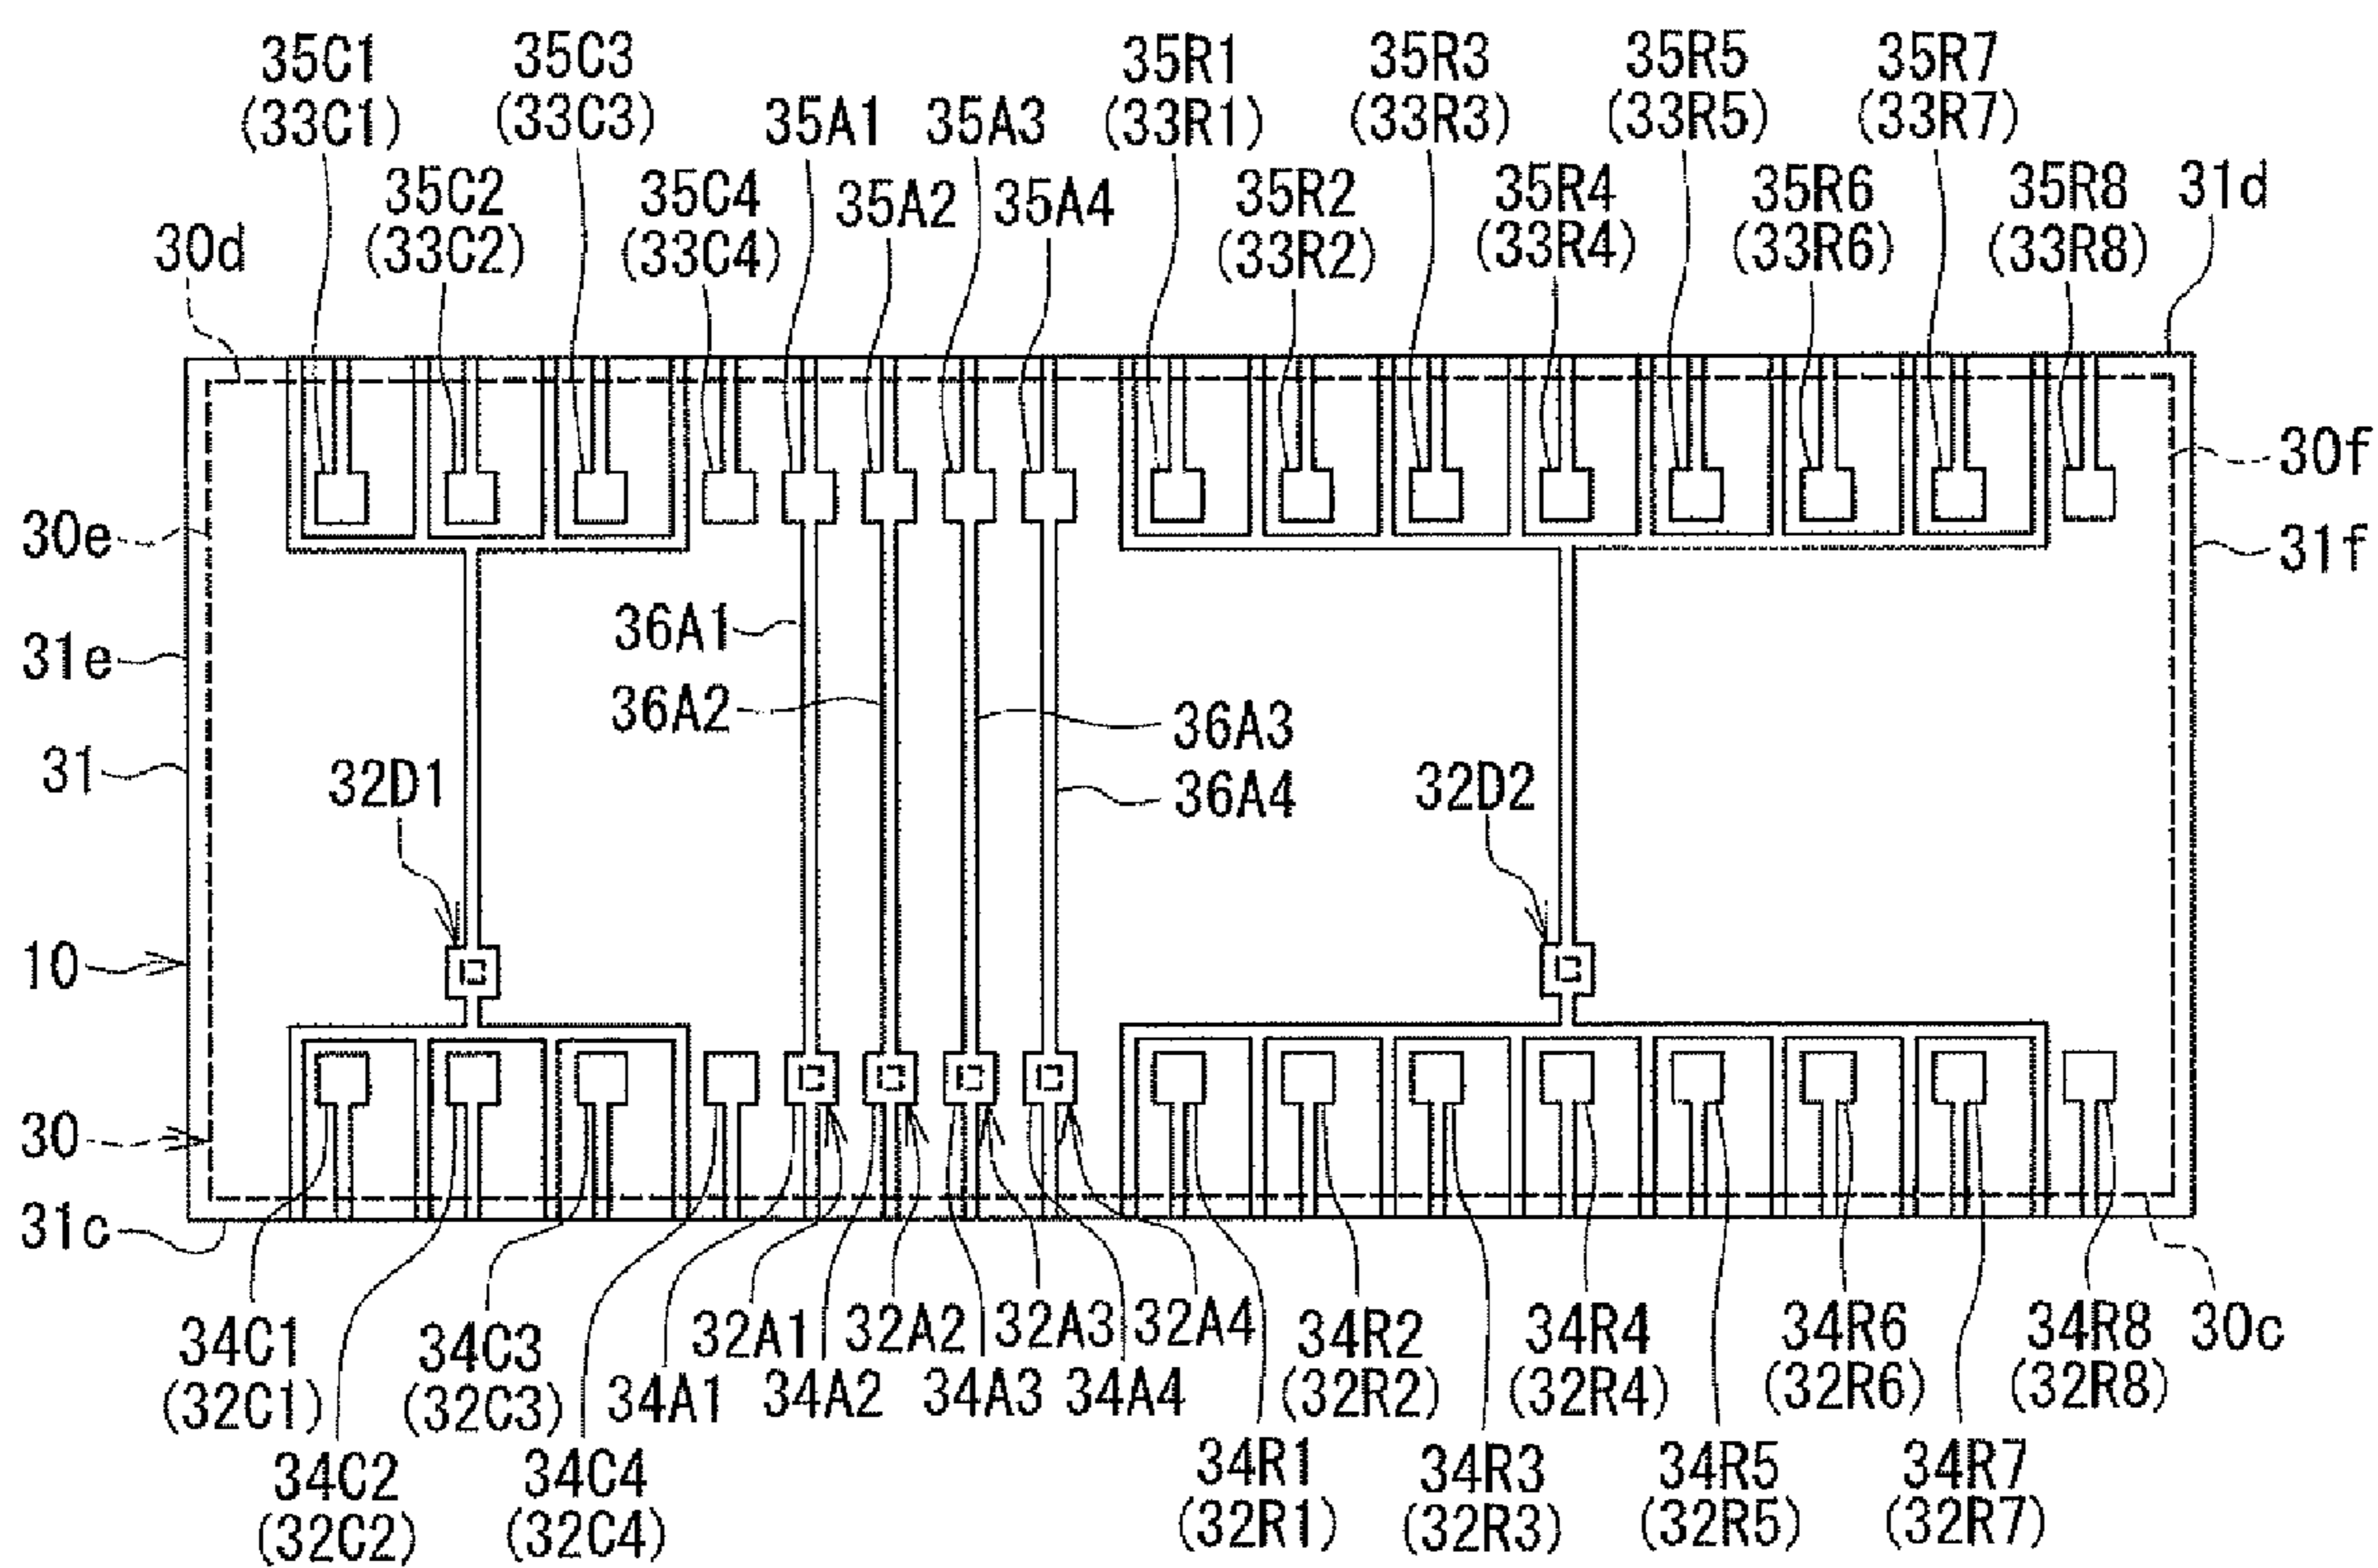 35C1
(33C1)
35C3
(33C3)
35A1
35A3
35R1
(33R1)
35R3
(33R3)
35R5
(33R5)
35R7
(33R7)
30d
35C2
(33C2)
35C4
(33C4)
35A2
35A4
35R2
(33R2)
35R4
(33R4)
35R6
(33R6)
35R8
(33R8)
31d
30f
30e
31f
36A1
31e
36A2
36A3
31
32D1
36A4
32D2
10
30
31c
34C1
(32C1)
34C3
(32C3)
34A1
32A1
34A2
32A2
34A3
32A3
34A4
32A4
34R2
(32R2)
34R4
(32R4)
34R6
(32R6)
34R8
(32R8)
30c
34C2
(32C2)
34C4
(32C4)
34R1
(32R1)
34R3
(32R3)
34R5
(32R5)
34R7
(32R7)